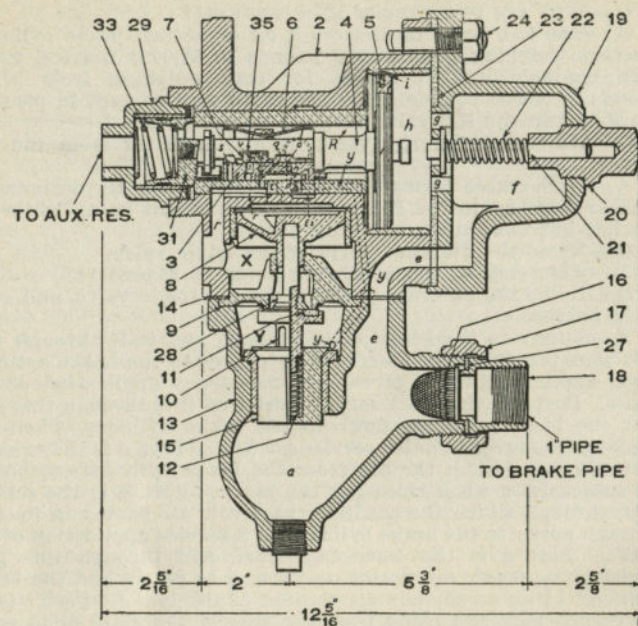 33 29 7 35 6 2 4 5 24 23 22 19
i
h
R
g
y
f
TO AUX. RES.
31
3
r
g
20
21
8
X
e
16
14
y
17
9
27
28
Y
e
18
11
10
y
13
15
12
1" PIPE
TO BRAKE PIPE
a
2 5/16" 2" 5 3/8" 2 5/8"
12 5/16"